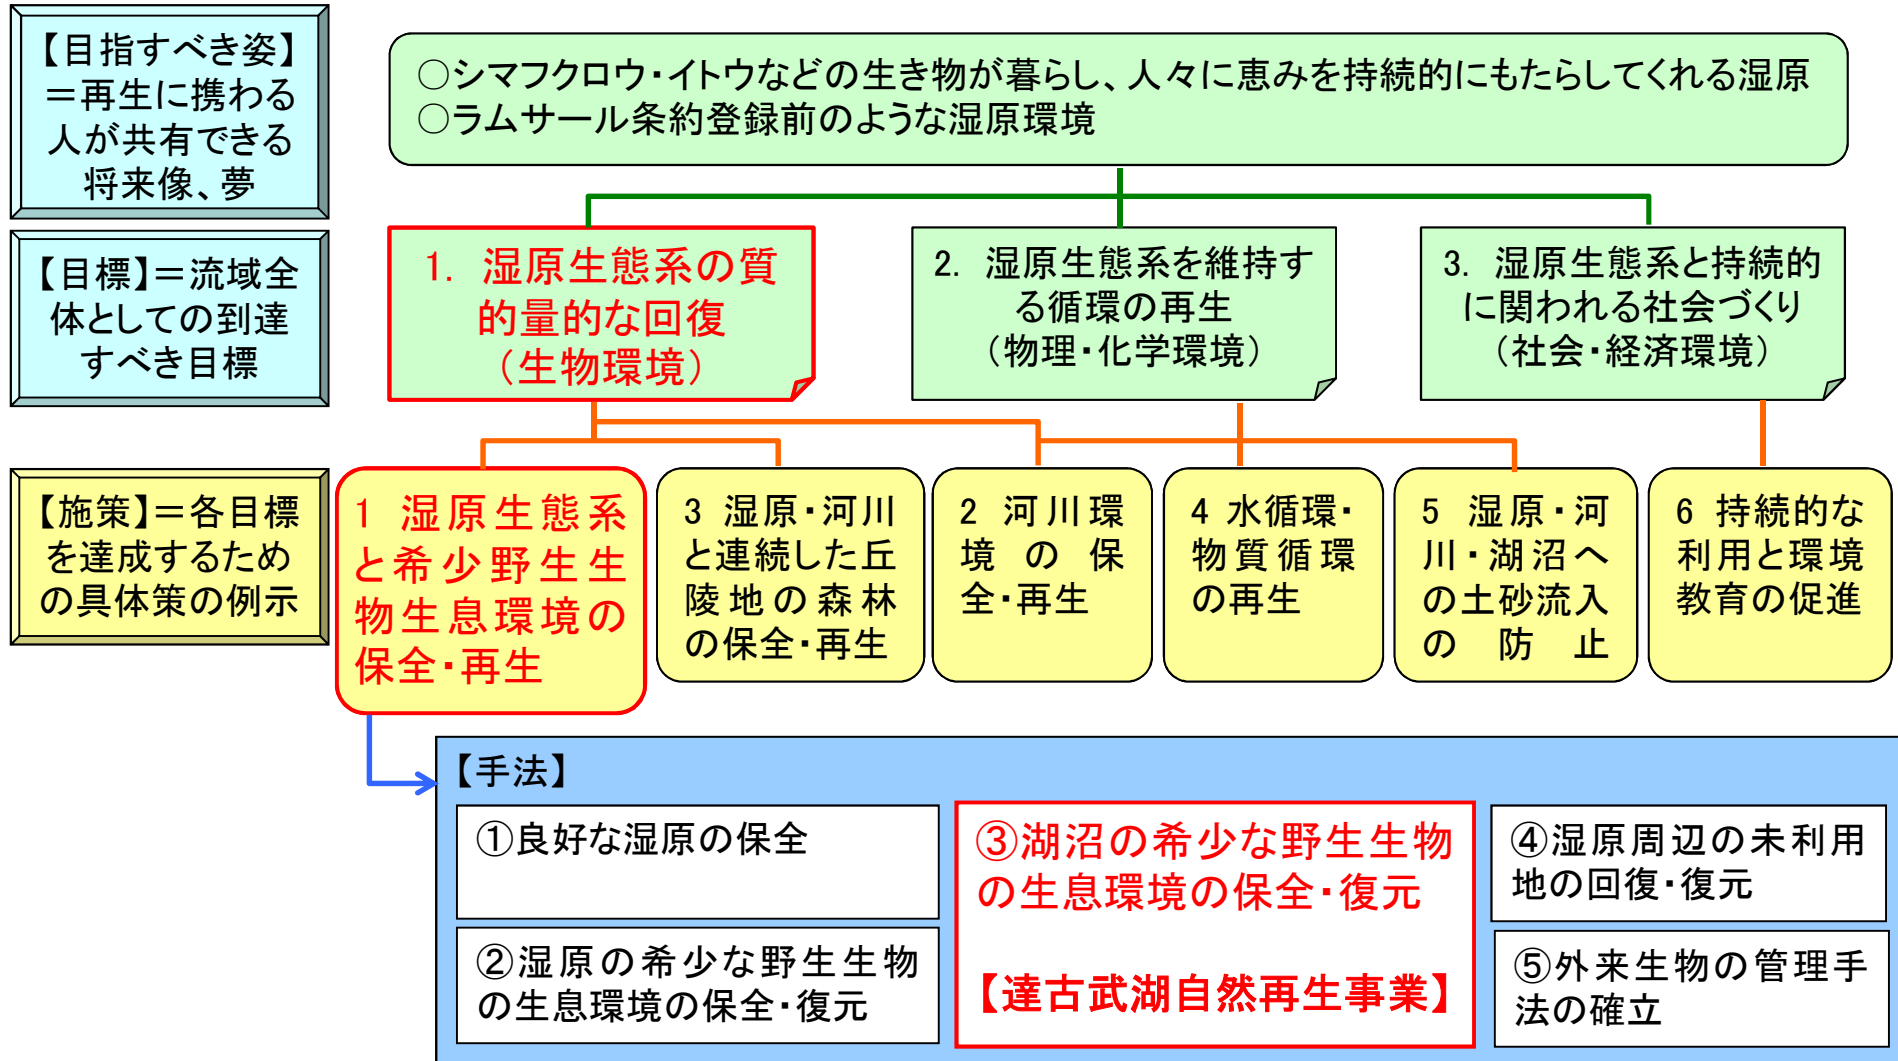 【目指すべき姿】
＝再生に携わる
人が共有できる
将来像、夢
○シマフクロウ・イトウなどの生き物が暮らし、人々に恵みを持続的にもたらしてくれる湿原
○ラムサール条約登録前のような湿原環境
【目標】＝流域全
体としての到達
すべき目標
1. 湿原生態系の質
的量的な回復
（生物環境）
2. 湿原生態系を維持す
る循環の再生
（物理・化学環境）
3. 湿原生態系と持続的
に関われる社会づくり
（社会・経済環境）
【施策】＝各目標
を達成するため
の具体策の例示
1 湿原生態系
と希少野生生
物生息環境の
保全・再生
3 湿原・河川
と連続した丘
陵地の森林
の保全・再生
2 河川環
境の保
全・再生
4 水循環・
物質循環
の再生
5 湿原・河
川・湖沼へ
の土砂流入
の防止
6 持続的な
利用と環境
教育の促進
【手法】
①良好な湿原の保全
②湿原の希少な野生生物
の生息環境の保全・復元
③湖沼の希少な野生生物
の生息環境の保全・復元
【達古武湖自然再生事業】
④湿原周辺の未利用
地の回復・復元
⑤外来生物の管理手
法の確立